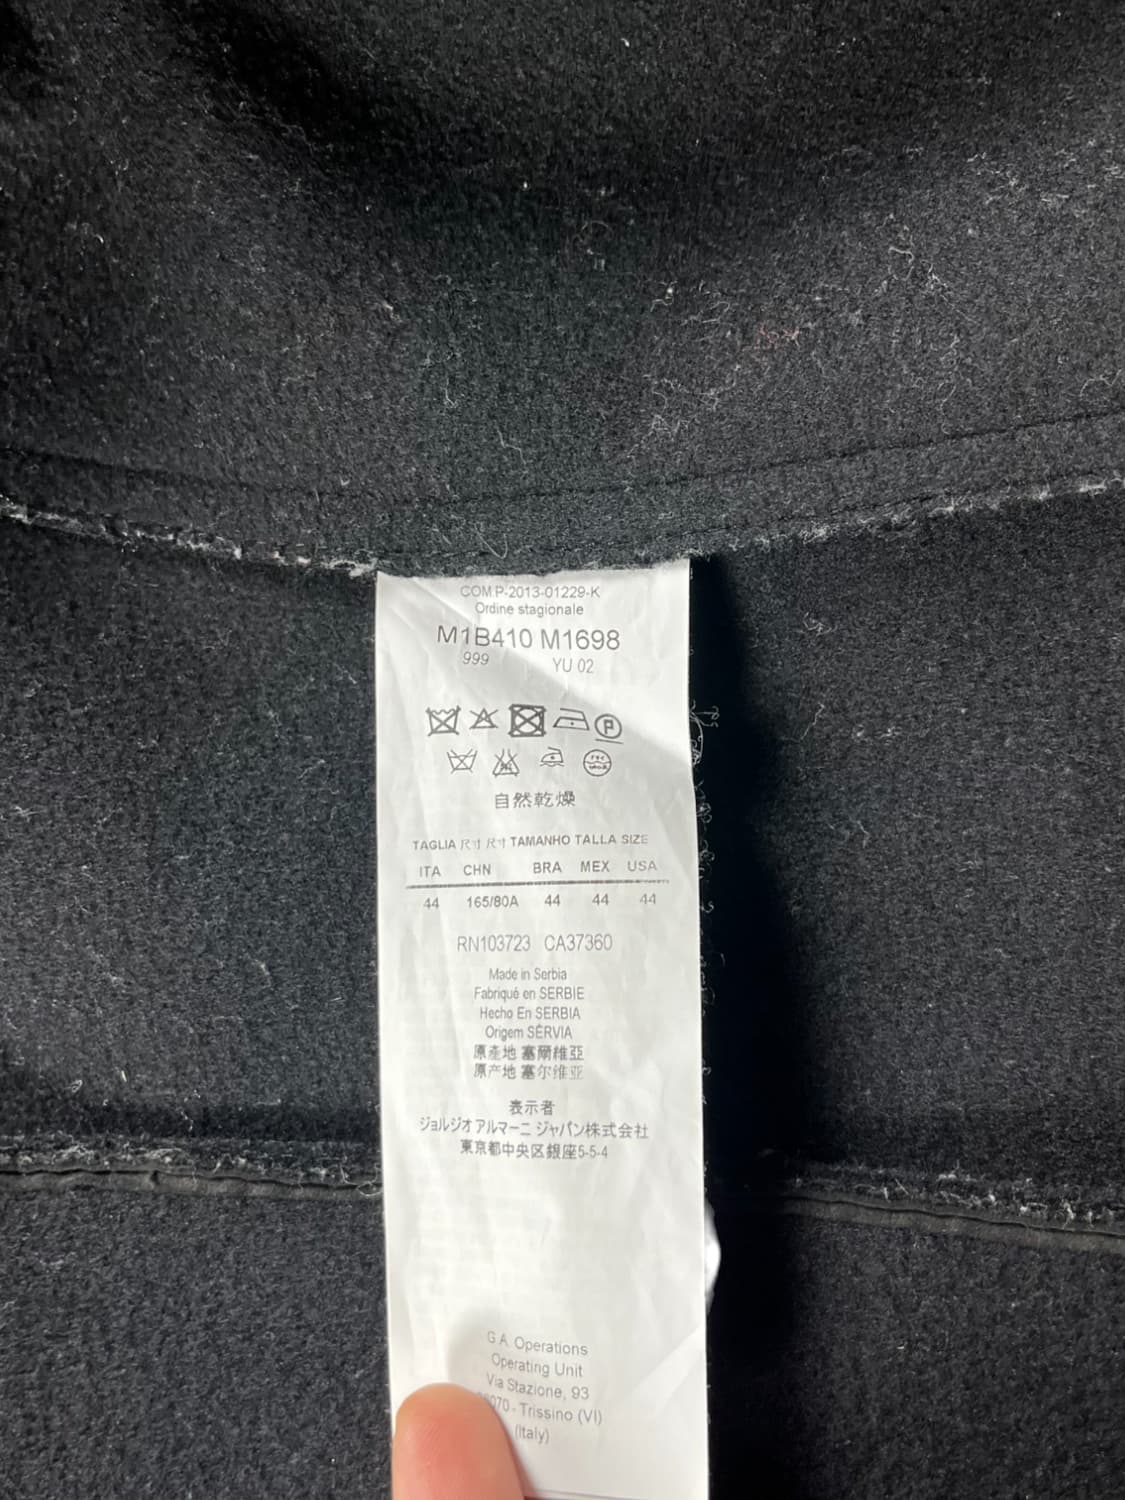 COM.P-2013-01229-K
Ordine stagionale
M1B410 M1698
999 YU 02
自然乾燥
TAGLIA 尺寸 尺寸 TAMANHO TALLA SIZE
ITA CHN BRA MEX USA
44 165/80A 44 44 44
RN103723 CA37360
Made in Serbia
Fabriqué en SERBIE
Hecho En SERBIA
Origem SÉRVIA
原產地 塞爾維亞
原产地 塞尔维亚
表示者
ジョルジオ アルマーニ ジャパン株式会社
東京都中央区銀座5-5-4
G.A. Operations
Operating Unit
Via Stazione, 93
Trissino (VI)
(Italy)